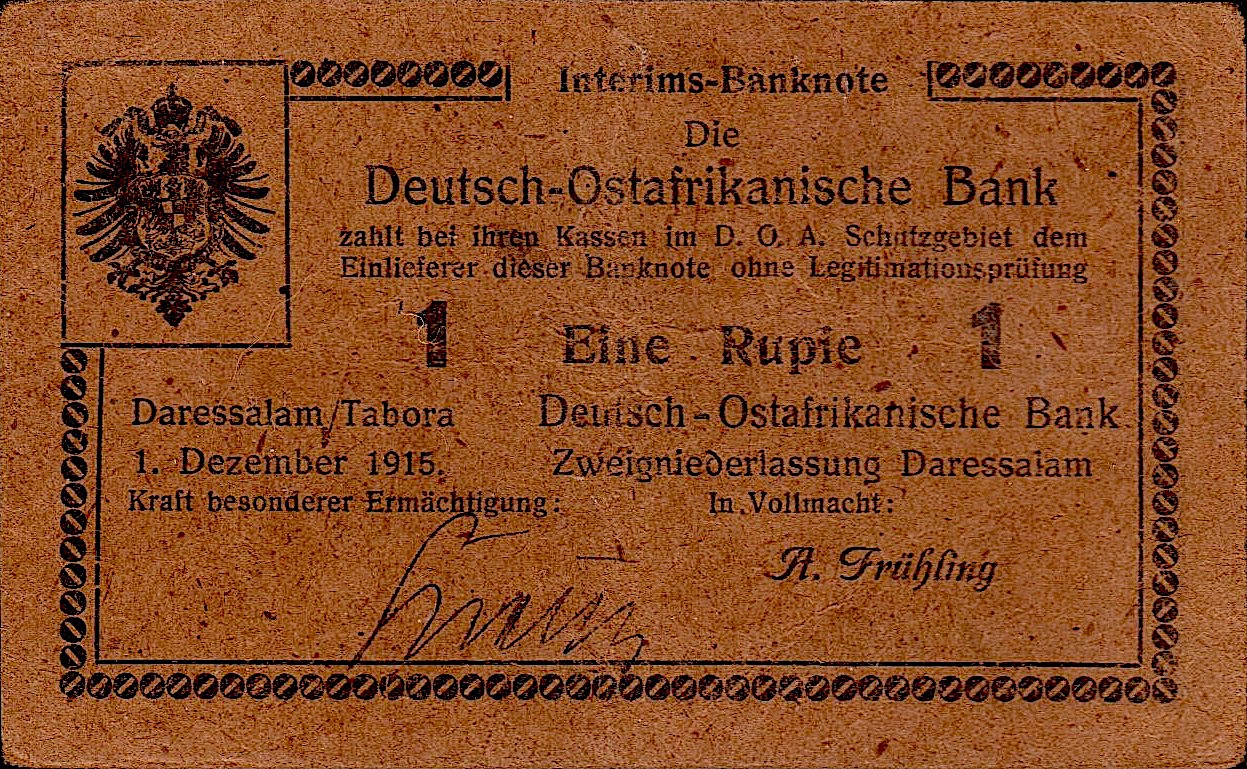 Interims-Banknote
Die
Deutsch-Ostafrikanische Bank
zahlt bei ihren Kassen im D. O. A. Schutzgebiet dem
Einlieferer dieser Banknote ohne Legitimationsprüfung
1 Eine Rupie 1
Daressalam/Tabora
1. Dezember 1915.
Kraft besonderer Ermächtigung:
Deutsch-Ostafrikanische Bank
Zweigniederlassung Daressalam
In Vollmacht:
A. Frühling